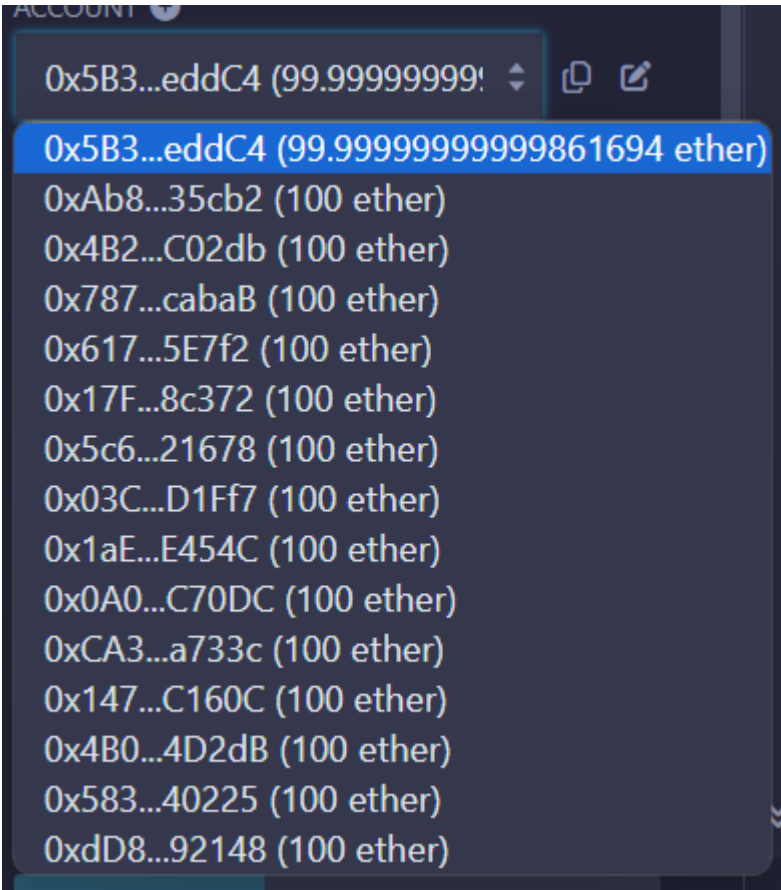 ACCOUNT
0x5B3...eddC4 (99.999999999
0x5B3...eddC4 (99.99999999999861694 ether)
0xAb8...35cb2 (100 ether)
0x4B2...C02db (100 ether)
0x787...cabaB (100 ether)
0x617...5E7f2 (100 ether)
0x17F...8c372 (100 ether)
0x5c6...21678 (100 ether)
0x03C...D1Ff7 (100 ether)
0x1aE...E454C (100 ether)
0x0A0...C70DC (100 ether)
0xCA3...a733c (100 ether)
0x147...C160C (100 ether)
0x4B0...4D2dB (100 ether)
0x583...40225 (100 ether)
0xdD8...92148 (100 ether)